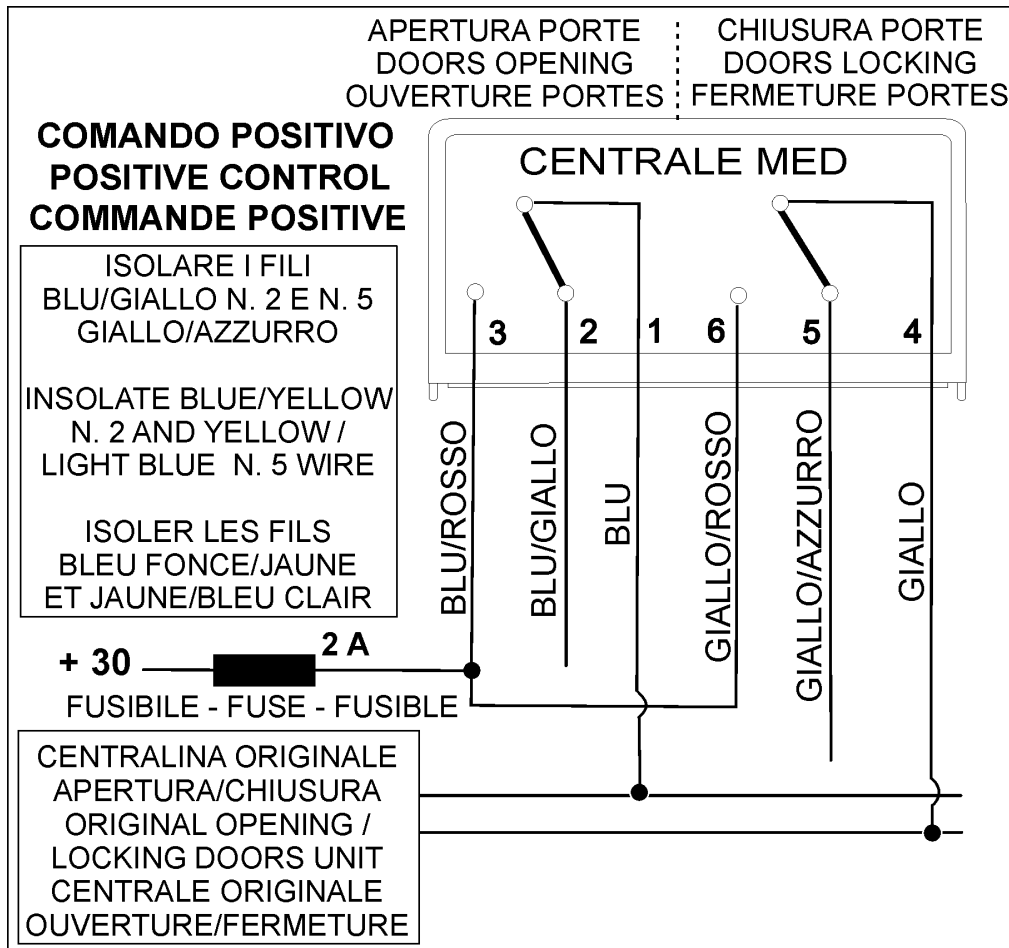 APERTURA PORTE
DOORS OPENING
OUVERTURE PORTES
CHIUSURA PORTE
DOORS LOCKING
FERMETURE PORTES
COMANDO POSITIVO
POSITIVE CONTROL
COMMANDE POSITIVE
CENTRALE MED
ISOLARE I FILI
BLU/GIALLO N. 2 E N. 5
GIALLO/AZZURRO
INSOLATE BLUE/YELLOW
N. 2 AND YELLOW /
LIGHT BLUE N. 5 WIRE
ISOLER LES FILS
BLEU FONCE/JAUNE
ET JAUNE/BLEU CLAIR
3 2 1 6 5 4
BLU/ROSSO
BLU/GIALLO
BLU
GIALLO/ROSSO
GIALLO/AZZURRO
GIALLO
+ 30
2 A
FUSIBILE - FUSE - FUSIBLE
CENTRALINA ORIGINALE
APERTURA/CHIUSURA
ORIGINAL OPENING /
LOCKING DOORS UNIT
CENTRALE ORIGINALE
OUVERTURE/FERMETURE